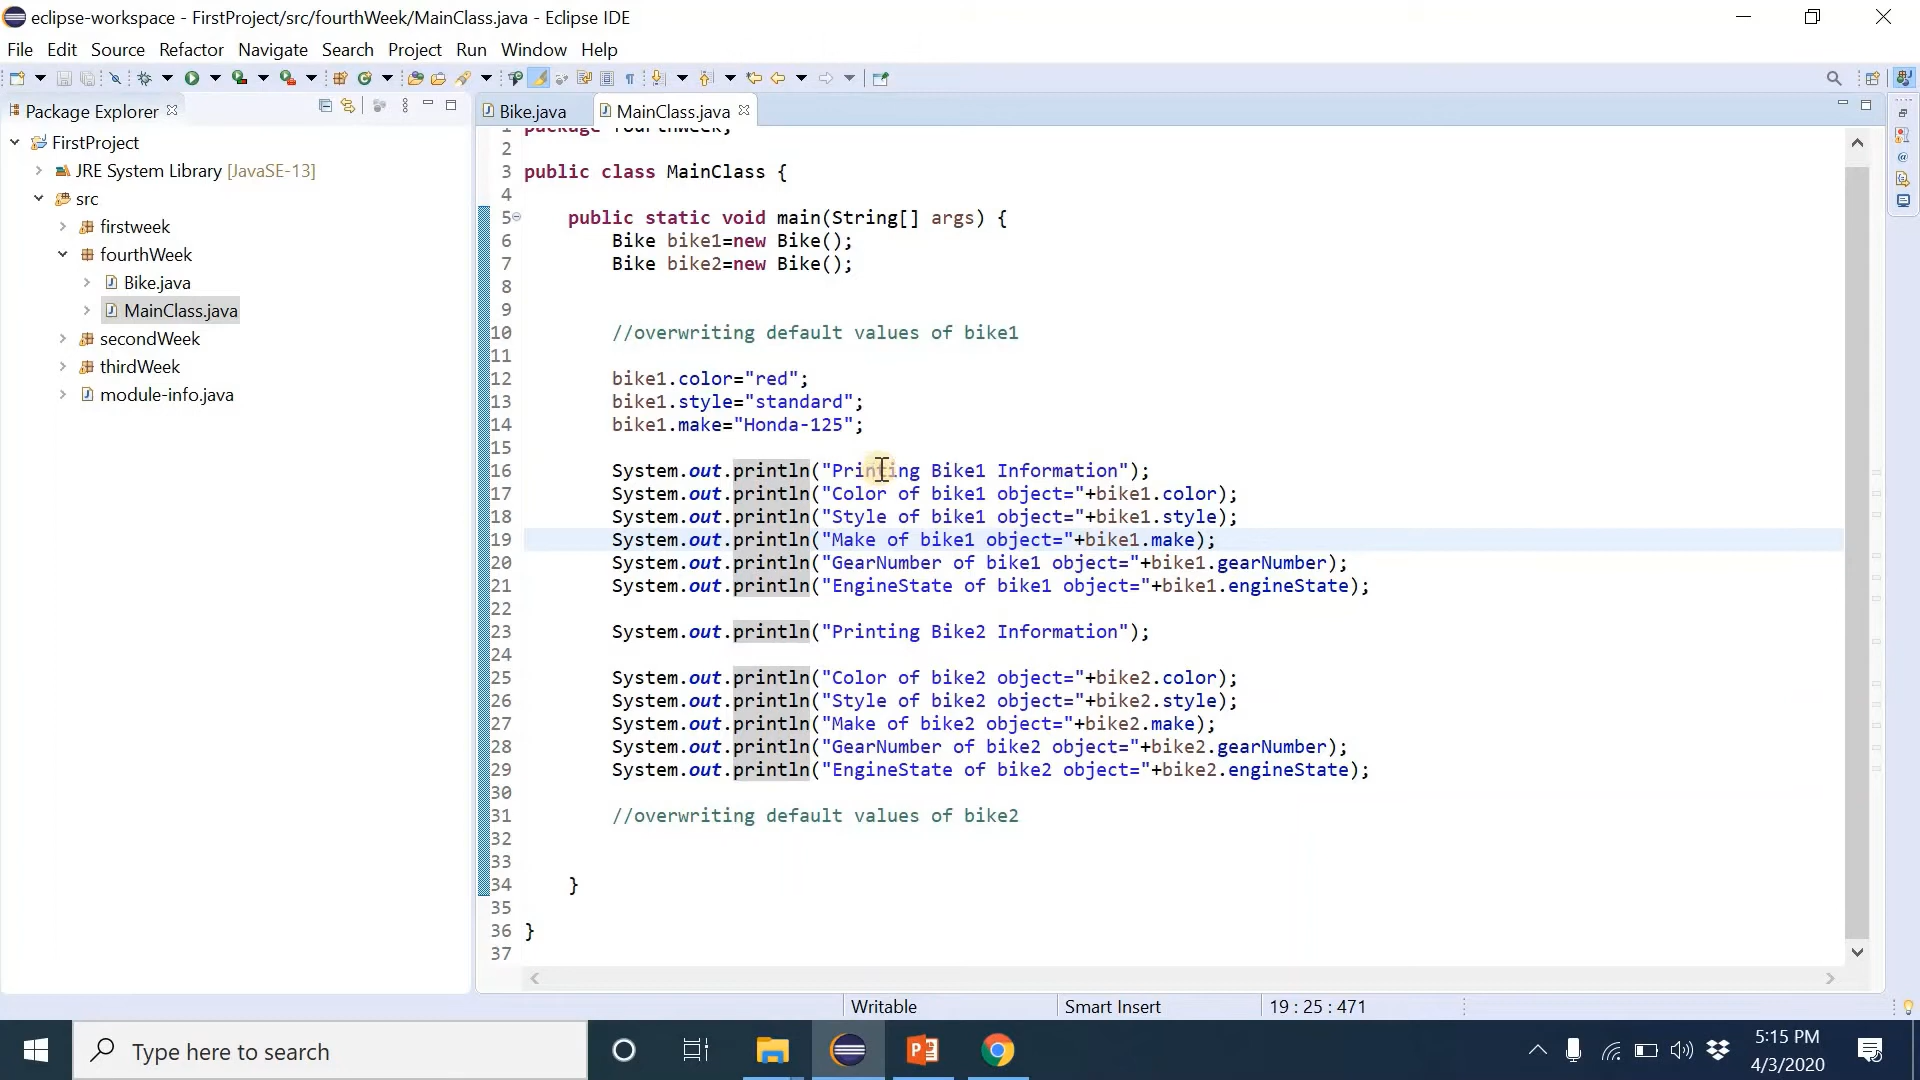 eclipse-workspace - FirstProject/src/fourthWeek/MainClass.java - Eclipse IDE
File Edit Source Refactor Navigate Search Project Run Window Help
Package Explorer
FirstProject
JRE System Library [JavaSE-13]
src
firstweek
fourthWeek
Bike.java
MainClass.java
secondWeek
thirdWeek
module-info.java
Bike.java MainClass.java
1 package fourthWeek;
2
3 public class MainClass {
4
5 public static void main(String[] args) {
6 Bike bike1=new Bike();
7 Bike bike2=new Bike();
8
9
10 //overwriting default values of bike1
11
12 bike1.color="red";
13 bike1.style="standard";
14 bike1.make="Honda-125";
15
16 System.out.println("Printing Bike1 Information");
17 System.out.println("Color of bike1 object="+bike1.color);
18 System.out.println("Style of bike1 object="+bike1.style);
19 System.out.println("Make of bike1 object="+bike1.make);
20 System.out.println("GearNumber of bike1 object="+bike1.gearNumber);
21 System.out.println("EngineState of bike1 object="+bike1.engineState);
22
23 System.out.println("Printing Bike2 Information");
24
25 System.out.println("Color of bike2 object="+bike2.color);
26 System.out.println("Style of bike2 object="+bike2.style);
27 System.out.println("Make of bike2 object="+bike2.make);
28 System.out.println("GearNumber of bike2 object="+bike2.gearNumber);
29 System.out.println("EngineState of bike2 object="+bike2.engineState);
30
31 //overwriting default values of bike2
32
33
34 }
35
36 }
37
Writable Smart Insert 19 : 25 : 471
Type here to search
5:15 PM
4/3/2020